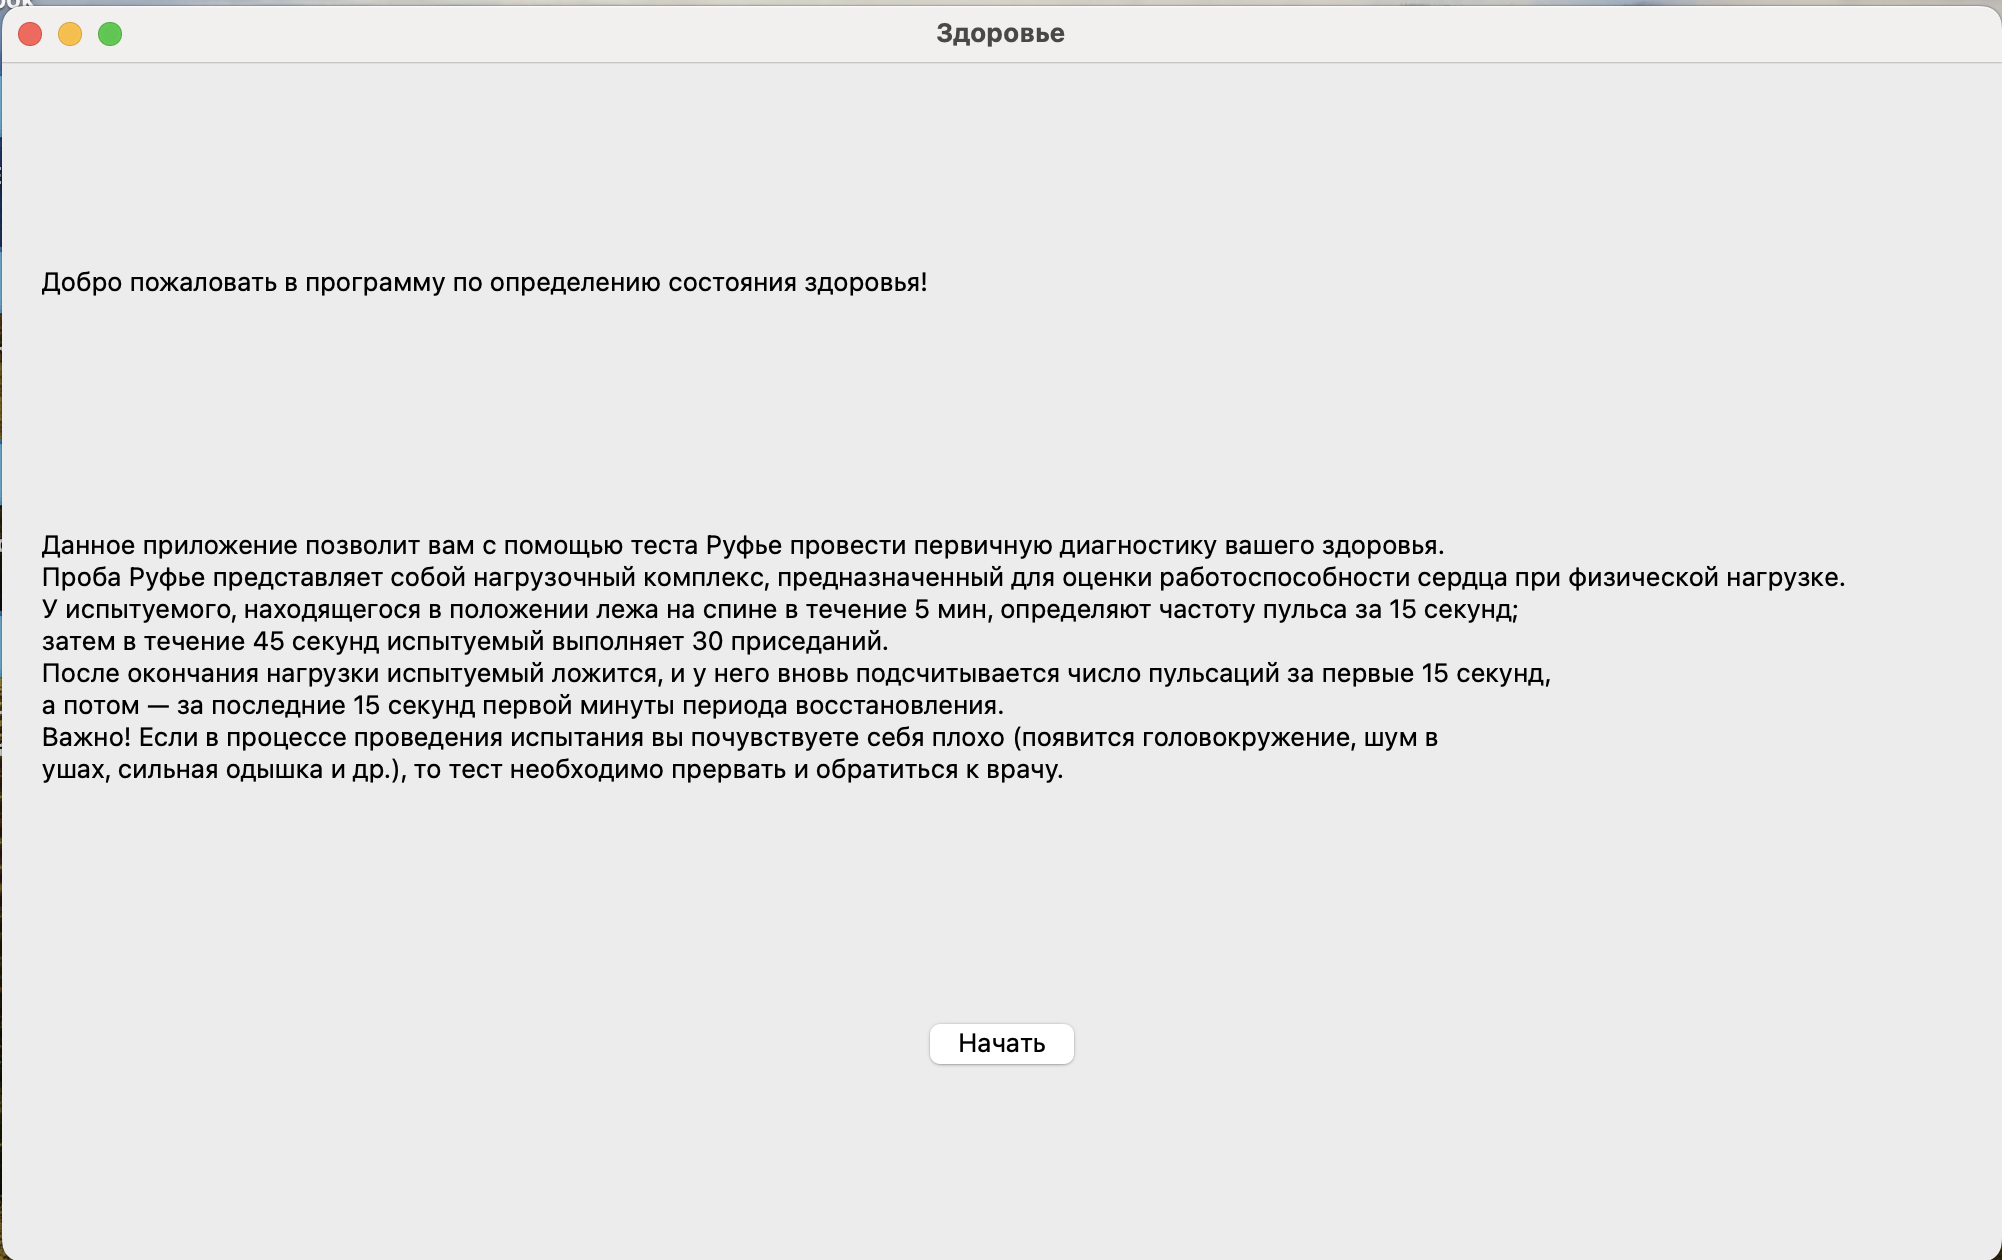 Здоровье
Добро пожаловать в программу по определению состояния здоровья!
Данное приложение позволит вам с помощью теста Руфье провести первичную диагностику вашего здоровья.
Проба Руфье представляет собой нагрузочный комплекс, предназначенный для оценки работоспособности сердца при физической нагрузке.
У испытуемого, находящегося в положении лежа на спине в течение 5 мин, определяют частоту пульса за 15 секунд;
затем в течение 45 секунд испытуемый выполняет 30 приседаний.
После окончания нагрузки испытуемый ложится, и у него вновь подсчитывается число пульсаций за первые 15 секунд,
а потом — за последние 15 секунд первой минуты периода восстановления.
Важно! Если в процессе проведения испытания вы почувствуете себя плохо (появится головокружение, шум в
ушах, сильная одышка и др.), то тест необходимо прервать и обратиться к врачу.
Начать